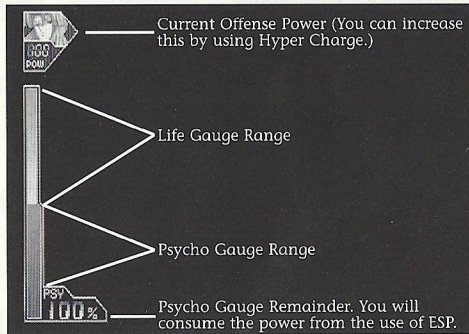 Current Offense Power (You can increase
this by using Hyper Charge.)
000
POW
Life Gauge Range
Psycho Gauge Range
PSY
100%
Psycho Gauge Remainder. You will
consume the power from the use of ESP.